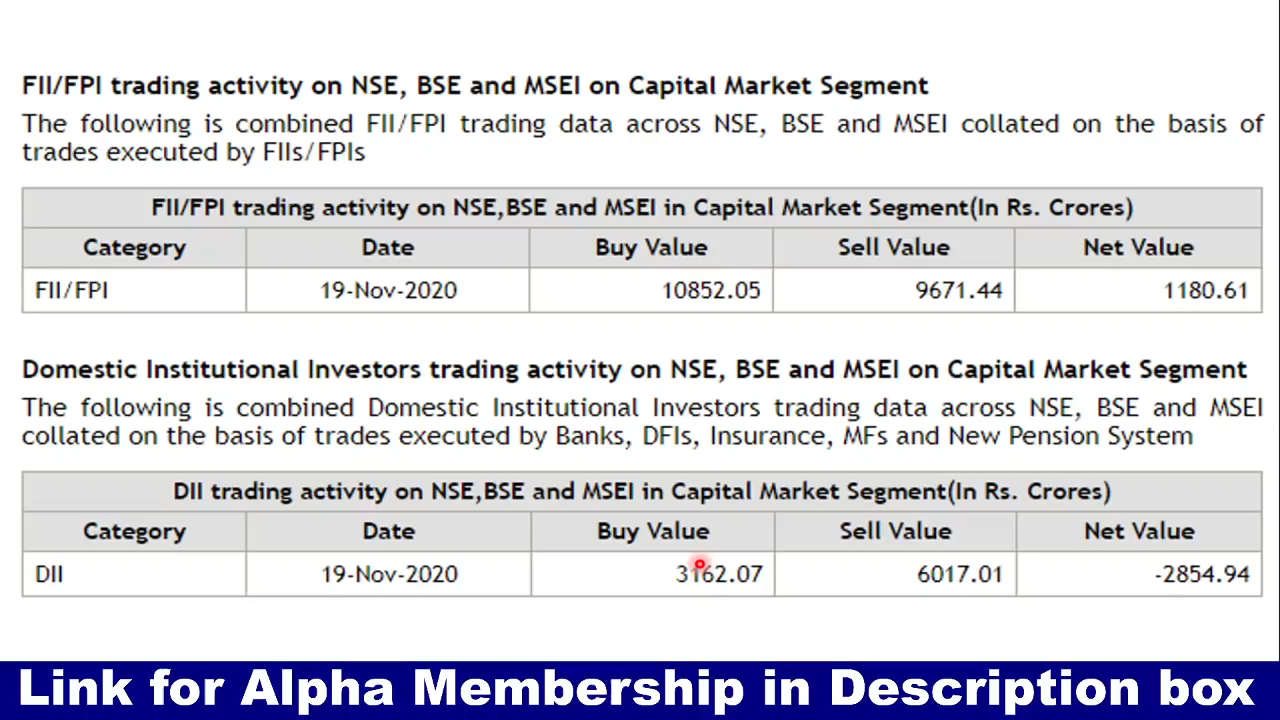 FII/FPI trading activity on NSE, BSE and MSEI on Capital Market Segment
The following is combined FII/FPI trading data across NSE, BSE and MSEI collated on the basis of
trades executed by FIIs/FPIs
FII/FPI trading activity on NSE,BSE and MSEI in Capital Market Segment(In Rs. Crores)
Category Date Buy Value Sell Value Net Value
FII/FPI 19-Nov-2020 10852.05 9671.44 1180.61
Domestic Institutional Investors trading activity on NSE, BSE and MSEI on Capital Market Segment
The following is combined Domestic Institutional Investors trading data across NSE, BSE and MSEI
collated on the basis of trades executed by Banks, DFIs, Insurance, MFs and New Pension System
DII trading activity on NSE,BSE and MSEI in Capital Market Segment(In Rs. Crores)
Category Date Buy Value Sell Value Net Value
DII 19-Nov-2020 3162.07 6017.01 -2854.94
Link for Alpha Membership in Description box